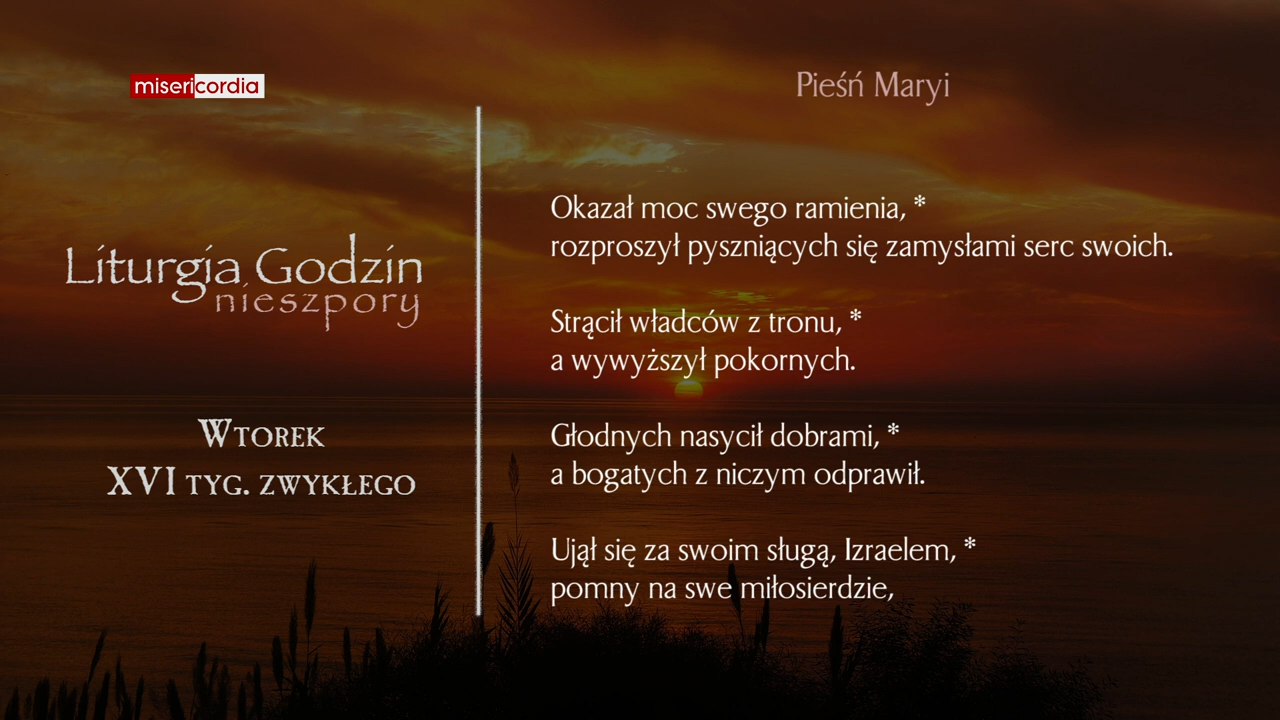 misericordia
Liturgia Godzin
nieszpory
Wtorek
XVI tyg. zwykłego
Pieśń Maryi
Okazał moc swego ramienia, *
rozproszył pyszniących się zamysłami serc swoich.
Strącił władców z tronu, *
a wywyższył pokornych.
Głodnych nasycił dobrami, *
a bogatych z niczym odprawił.
Ujął się za swoim sługą, Izraelem, *
pomny na swe miłosierdzie,